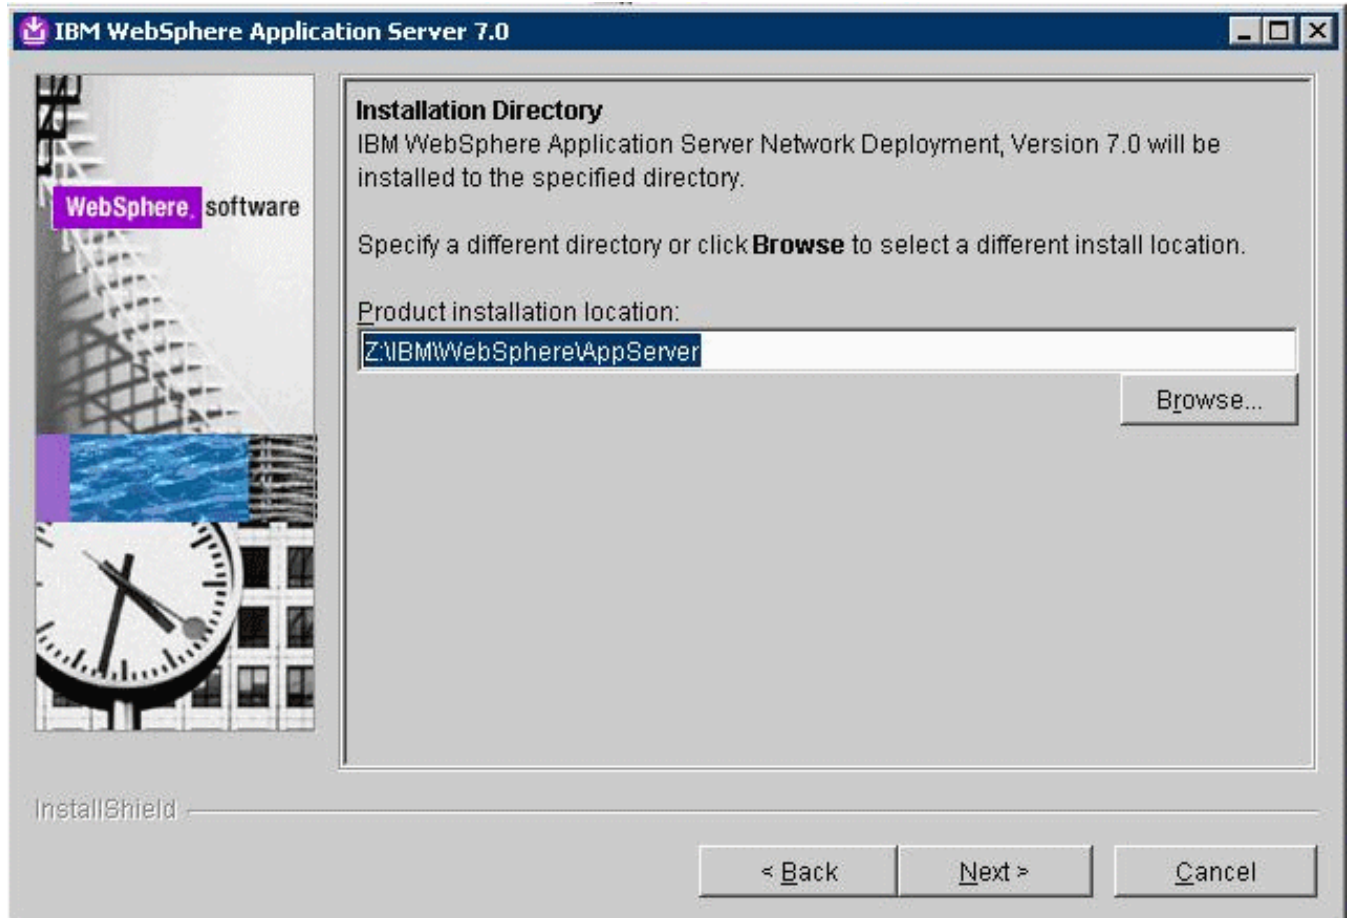 IBM WebSphere Application Server 7.0
WebSphere. software
Installation Directory
IBM WebSphere Application Server Network Deployment, Version 7.0 will be
installed to the specified directory.
Specify a different directory or click Browse to select a different install location.
Product installation location:
Z:\IBM\WebSphere\AppServer
Browse...
InstallShield
< Back
Next >
Cancel